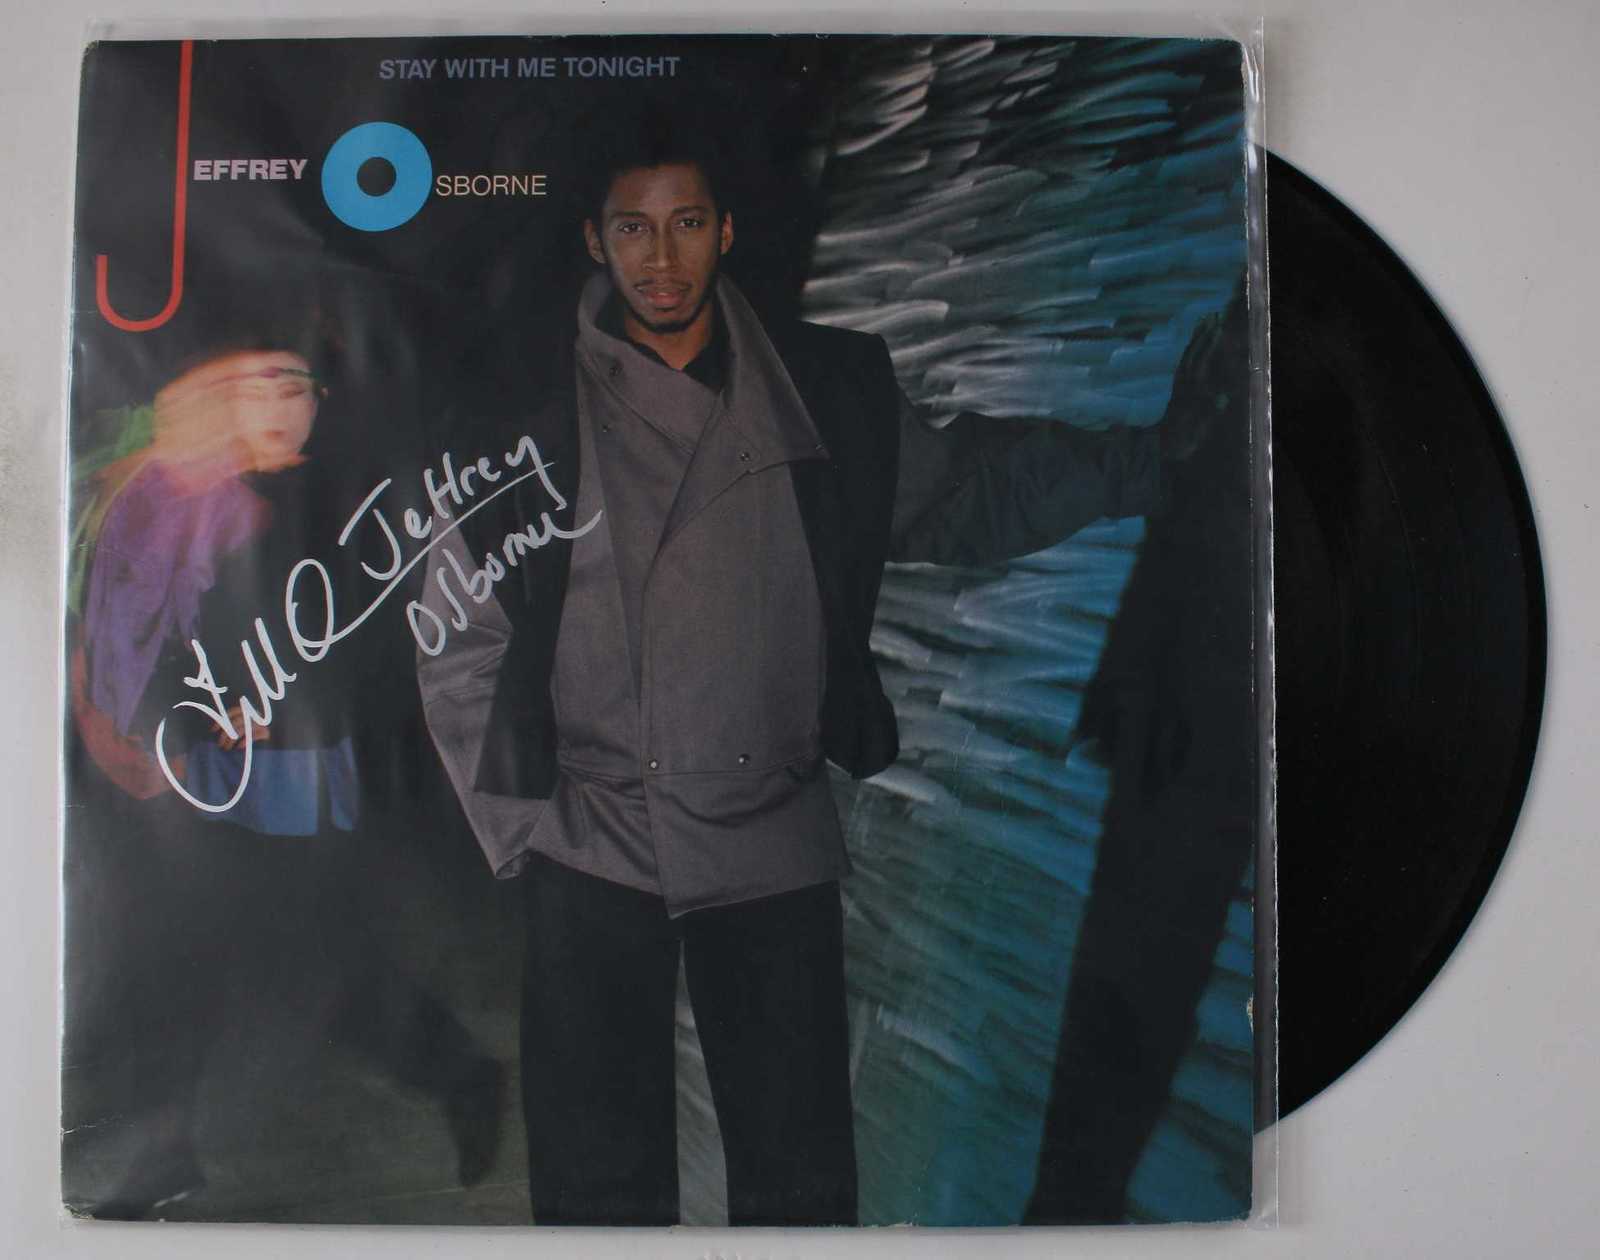 STAY WITH ME TONIGHT
JEFFREY OSBORNE
Jeffrey
Osborne